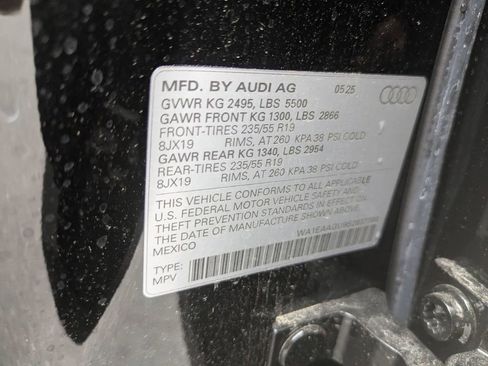 MFD. BY AUDI AG 05/25
GVWR KG 2495, LBS 5500
GAWR FRONT KG 1300, LBS 2866
FRONT-TIRES 235/55 R19
8JX19 RIMS, AT 260 KPA 38 PSI COLD
GAWR REAR KG 1340, LBS 2954
REAR-TIRES 235/55 R19
8JX19 RIMS, AT 260 KPA 38 PSI COLD
THIS VEHICLE CONFORMS TO ALL APPLICABLE
U.S. FEDERAL MOTOR VEHICLE SAFETY AND
THEFT PREVENTION STANDARDS IN EFFECT ON
THE DATE OF MANUFACTURE SHOWN ABOVE.
MEXICO
TYPE:
MPV